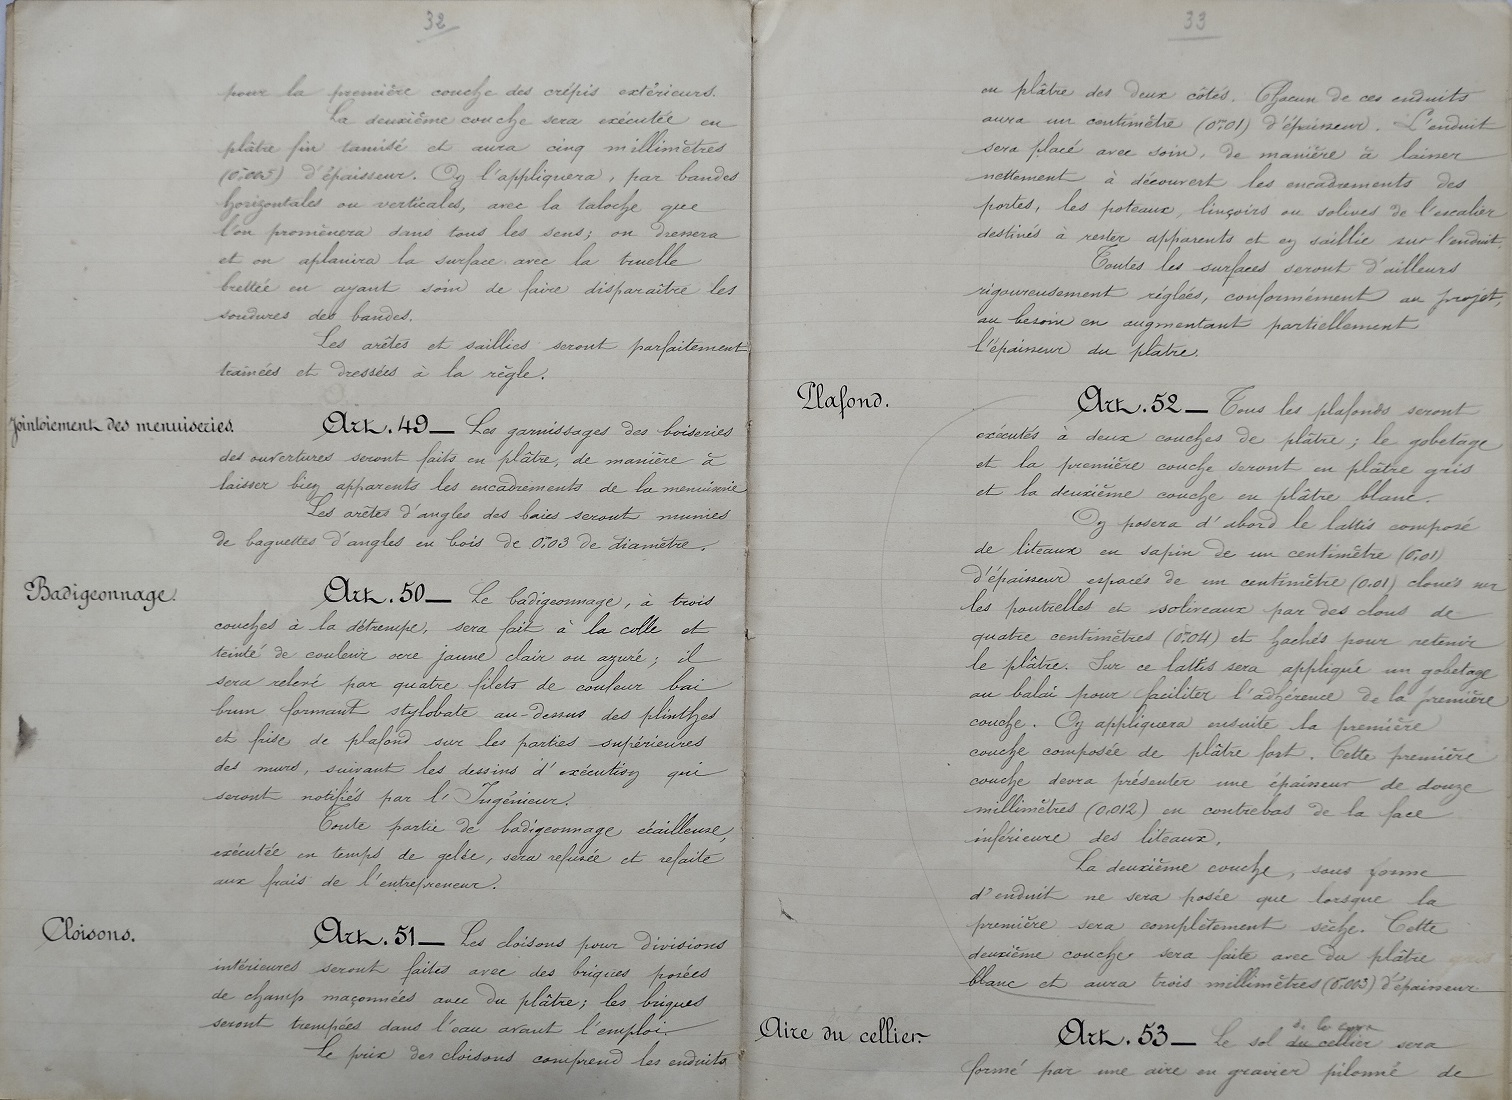 32
pour la première couche des crépis extérieurs.
La deuxième couche sera exécutée en
plâtre fin tamisé et aura cinq millimètres
(0m,005) d'épaisseur. On l'appliquera, par bandes
horizontales ou verticales, avec la taloche que
l'on promènera dans tous les sens; on dressera
et on aplanira la surface avec la truelle
brettée en ayant soin de faire disparaître les
soudures des bandes.
Les arêtes et saillies seront parfaitement
traînées et dressées à la règle.
Jointoiement des menuiseries.
Art. 49 — Les garnissages des boiseries
des ouvertures seront faits en plâtre, de manière à
laisser bien apparents les encadrements de la menuiserie
Les arêtes d'angles des baies seront munies
de baguettes d'angles en bois de 0m,03 de diamètre.
Badigeonnage.
Art. 50 — Le badigeonnage, à trois
couches à la détrempe, sera fait à la colle et
teinté de couleur ocre jaune clair ou azuré; il
sera relevé par quatre filets de couleur bai
brun formant stylobate au-dessus des plinthes
et frise de plafond sur les parties supérieures
des murs, suivant les dessins d'exécution qui
seront notifiés par l'Ingénieur.
Toute partie de badigeonnage écailleuse,
exécutée en temps de gelée, sera refusée et refaite
aux frais de l'entrepreneur.
Cloisons.
Art. 51 — Les cloisons pour divisions
intérieures seront faites avec des briques posées
de champ maçonnées avec du plâtre; les briques
seront trempées dans l'eau avant l'emploi.
Le prix des cloisons comprend les enduits
33
en plâtre des deux côtés. Chacun de ces enduits
aura un centimètre (0m,01) d'épaisseur. L'enduit
sera placé avec soin, de manière à laisser
nettement à découvert les encadrements des
portes, les poteaux, linçoirs ou solives de l'escalier
destinés à rester apparents et en saillie sur l'enduit.
Toutes les surfaces seront d'ailleurs
rigoureusement réglées, conformément au projet,
au besoin en augmentant partiellement
l'épaisseur du plâtre.
Plafond.
Art. 52 — Tous les plafonds seront
exécutés à deux couches de plâtre; le gobetage
et la première couche seront en plâtre gris
et la deuxième couche en plâtre blanc.
On posera d'abord le lattis composé
de liteaux en sapin de un centimètre (0,01)
d'épaisseur espacés de un centimètre (0.01) cloués sur
les poutrelles et soliveaux par des clous de
quatre centimètres (0m,04) et hachés pour retenir
le plâtre. Sur ce lattis sera appliqué un gobetage
au balai pour faciliter l'adhérence de la première
couche. On appliquera ensuite la première
couche composée de plâtre fort. Cette première
couche devra présenter une épaisseur de douze
millimètres (0,012) en contrebas de la face
inférieure des liteaux.
La deuxième couche, sous forme
d'enduit ne sera posée que lorsque la
première sera complètement sèche. Cette
deuxième couche sera faite avec du plâtre
blanc et aura trois millimètres (0,003) d'épaisseur
Aire du cellier.
de la cave
Art. 53 — Le sol du cellier sera
formé par une aire en gravier pilonné de